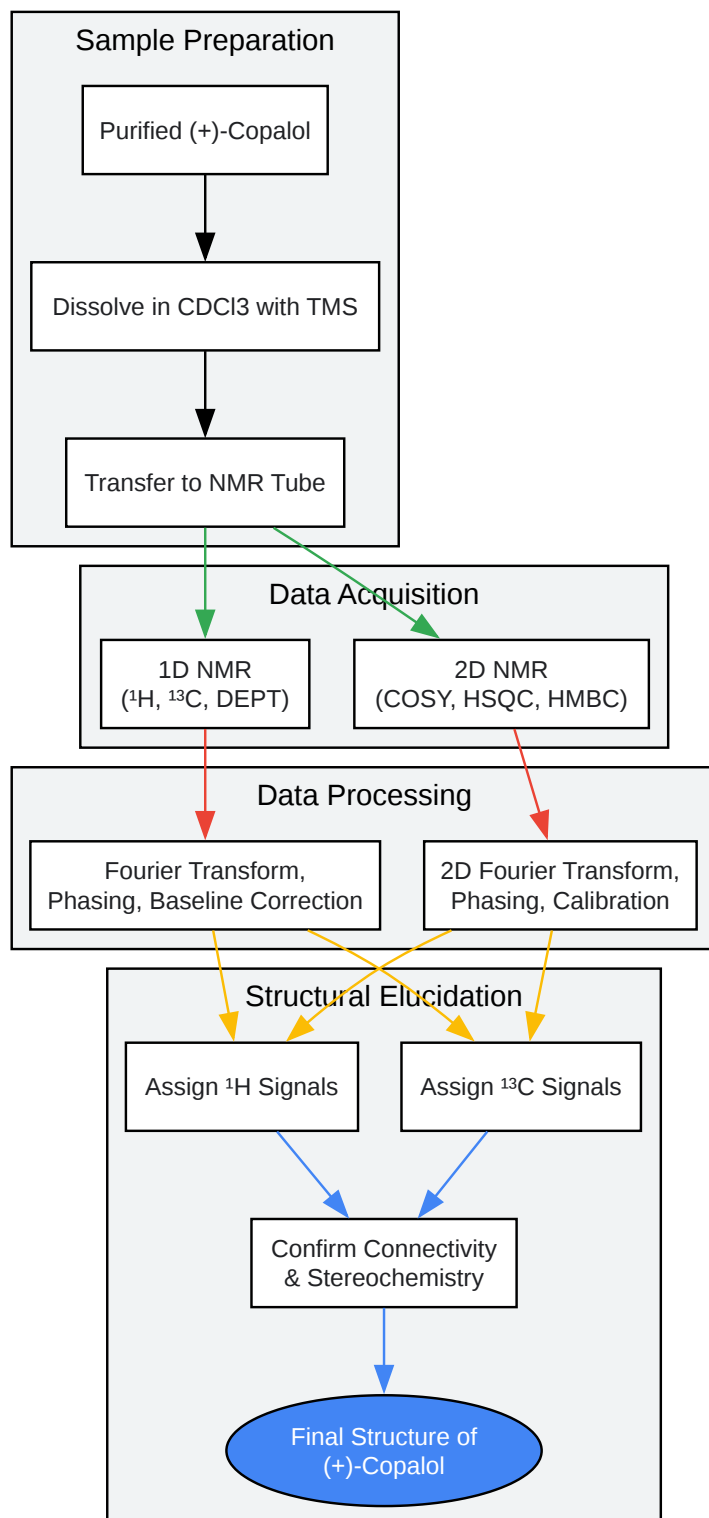 Sample Preparation
Purified (+)-Copalol
Dissolve in CDCl3 with TMS
Transfer to NMR Tube
Data Acquisition
1D NMR
(¹H, ¹³C, DEPT)
2D NMR
(COSY, HSQC, HMBC)
Data Processing
Fourier Transform,
Phasing, Baseline Correction
2D Fourier Transform,
Phasing, Calibration
Structural Elucidation
Assign ¹H Signals
Assign ¹³C Signals
Confirm Connectivity
& Stereochemistry
Final Structure of
(+)-Copalol